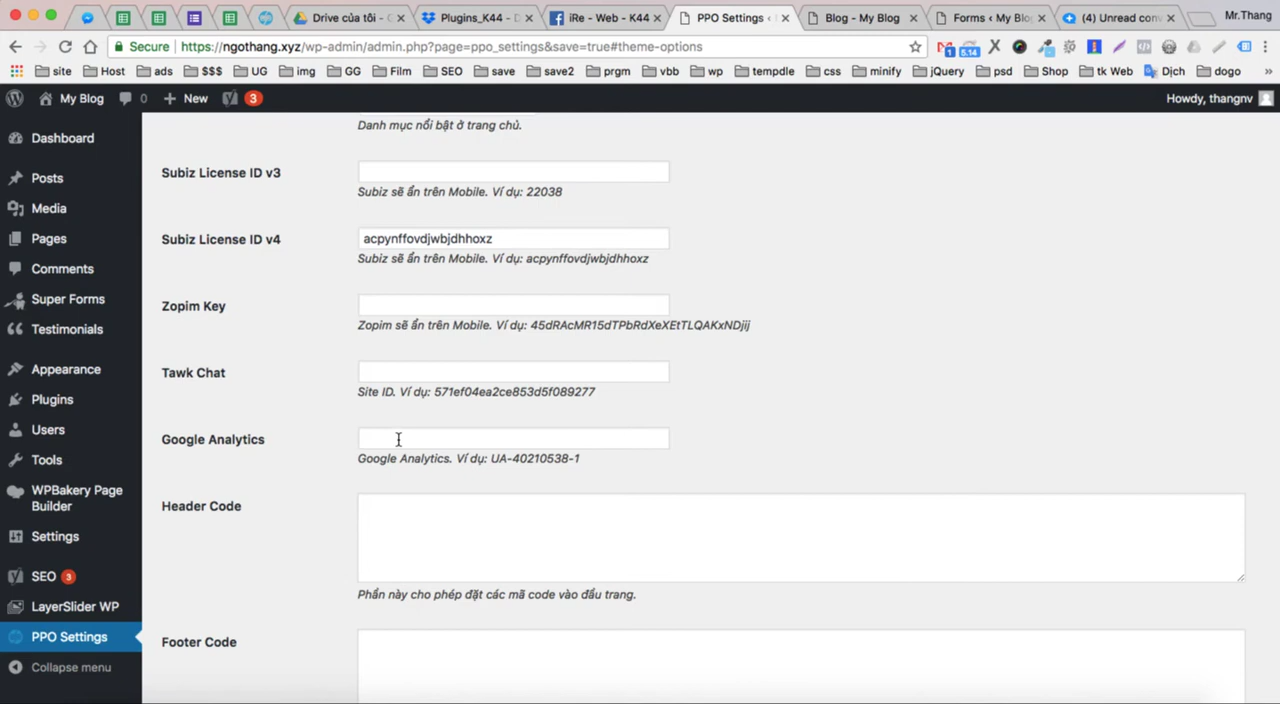 Mr.Thang
Drive của tôi - G
Plugins_K44 - D
iRe - Web - K44
PPO Settings ‹
Blog - My Blog
Forms ‹ My Blo
(4) Unread conv
Secure
https://ngothang.xyz/wp-admin/admin.php?page=ppo_settings&save=true#theme-options
1
5.14
site
Host
ads
$$$
UG
img
GG
Film
SEO
save
save2
prgm
vbb
wp
tempdle
css
minify
jQuery
psd
Shop
tk Web
Dịch
dogo
»
My Blog
0
New
3
Howdy, thangnv
Dashboard
Posts
Media
Pages
Comments
Super Forms
Testimonials
Appearance
Plugins
Users
Tools
WPBakery Page
Builder
Settings
SEO 3
LayerSlider WP
PPO Settings
Collapse menu
Danh mục nổi bật ở trang chủ.
Subiz License ID v3
Subiz sẽ ẩn trên Mobile. Ví dụ: 22038
Subiz License ID v4
acpynffovdjwbjdhhoxz
Subiz sẽ ẩn trên Mobile. Ví dụ: acpynffovdjwbjdhhoxz
Zopim Key
Zopim sẽ ẩn trên Mobile. Ví dụ: 45dRAcMR15dTPbRdXeXEtTLQAKxNDjij
Tawk Chat
Site ID. Ví dụ: 571ef04ea2ce853d5f089277
Google Analytics
Google Analytics. Ví dụ: UA-40210538-1
Header Code
Phần này cho phép đặt các mã code vào đầu trang.
Footer Code